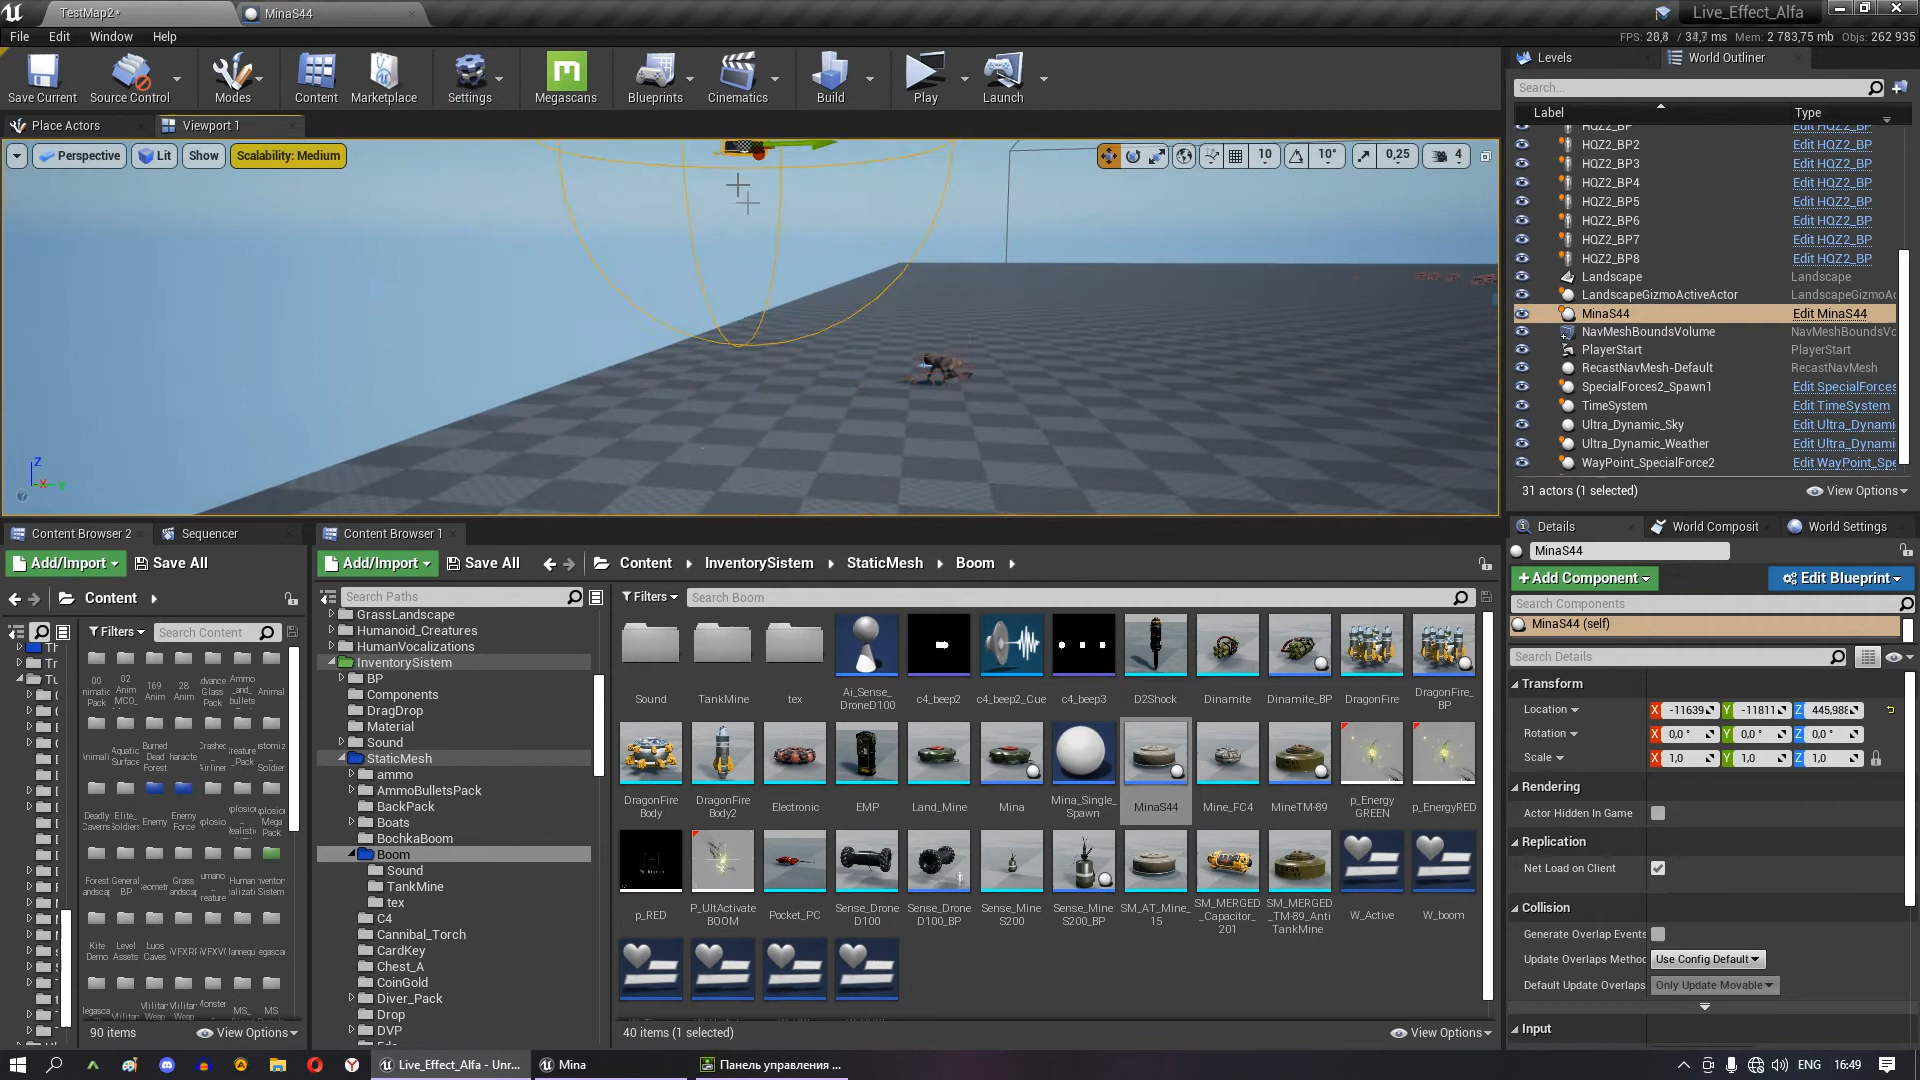 TestMap2*
MinaS44
Live_Effect_Alfa
File Edit Window Help
FPS: 28,8 / 34,7 ms Mem: 2 783,75 mb Objs: 262 935
Save Current
Source Control
Modes
Content
Marketplace
Settings
Megascans
Blueprints
Cinematics
Build
Play
Launch
Levels
World Outliner
Search...
Label
Type
Place Actors
Viewport 1
Perspective
Lit
Show
Scalability: Medium
10
10°
0,25
4
HQZ2_BP Edit HQZ2_BP
HQZ2_BP2 Edit HQZ2_BP
HQZ2_BP3 Edit HQZ2_BP
HQZ2_BP4 Edit HQZ2_BP
HQZ2_BP5 Edit HQZ2_BP
HQZ2_BP6 Edit HQZ2_BP
HQZ2_BP7 Edit HQZ2_BP
HQZ2_BP8 Edit HQZ2_BP
Landscape Landscape
LandscapeGizmoActiveActor LandscapeGizmoAc
MinaS44 Edit MinaS44
NavMeshBoundsVolume NavMeshBoundsVo
PlayerStart PlayerStart
RecastNavMesh-Default RecastNavMesh
SpecialForces2_Spawn1 Edit SpecialForces
TimeSystem Edit TimeSystem
Ultra_Dynamic_Sky Edit Ultra_Dynami
Ultra_Dynamic_Weather Edit Ultra_Dynami
WayPoint_SpecialForce2 Edit WayPoint_Spe
31 actors (1 selected)
View Options
Z
X
Y
Content Browser 2
Sequencer
Add/Import
Save All
Content
Filters
Search Content
90 items
View Options
Content Browser 1
Add/Import
Save All
Content
InventorySistem
StaticMesh
Boom
Search Paths
Filters
Search Boom
GrassLandscape
Humanoid_Creatures
HumanVocalizations
InventorySistem
BP
Components
DragDrop
Material
Sound
StaticMesh
ammo
AmmoBulletsPack
BackPack
Boats
BochkaBoom
Boom
Sound
TankMine
tex
C4
Cannibal_Torch
CardKey
Chest_A
CoinGold
Diver_Pack
Drop
DVP
Sound
TankMine
tex
Ai_Sense_
DroneD100
c4_beep2
c4_beep2_Cue
c4_beep3
D2Shock
Dinamite
Dinamite_BP
DragonFire
DragonFire_
BP
DragonFire
Body
DragonFire
Body2
Electronic
EMP
Land_Mine
Mina
Mina_Single_
Spawn
MinaS44
Mine_FC4
MineTM-89
p_Energy
GREEN
p_EnergyRED
p_RED
P_UltActivate
BOOM
Pocket_PC
Sense_Drone
D100
Sense_Drone
D100_BP
Sense_Mine
S200
Sense_Mine
S200_BP
SM_AT_Mine_
15
SM_MERGED
_Capacitor_
201
SM_MERGED
_TM-89_Anti
TankMine
W_Active
W_boom
40 items (1 selected)
View Options
Details
World Composit
World Settings
MinaS44
Add Component
Edit Blueprint
Search Components
MinaS44 (self)
Search Details
Transform
Location X -11639 Y -11811 Z 445,988
Rotation X 0,0 ° Y 0,0 ° Z 0,0 °
Scale X 1,0 Y 1,0 Z 1,0
Rendering
Actor Hidden In Game
Replication
Net Load on Client
Collision
Generate Overlap Events
Update Overlaps Methoc Use Config Default
Default Update Overlaps Only Update Movable
Input
Live_Effect_Alfa - Unr...
Mina
Панель управления ...
ENG
16:49